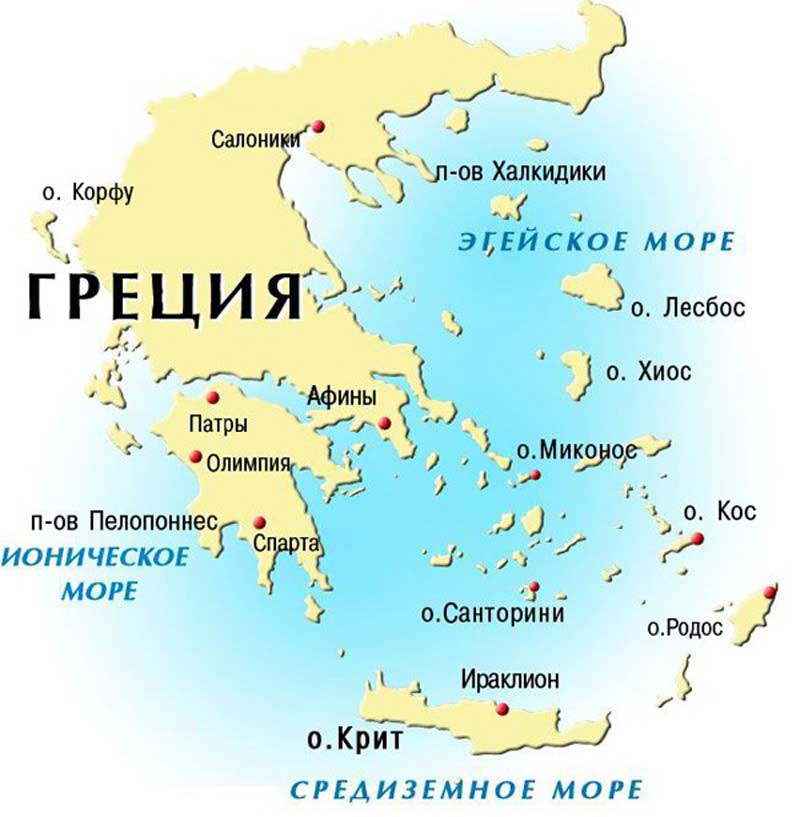 Салоники
п-ов Халкидики
о. Корфу
ЭГЕЙСКОЕ МОРЕ
ГРЕЦИЯ
о. Лесбос
о. Хиос
Афины
Патры
о.Миконос
Олимпия
п-ов Пелопоннес
о. Кос
Спарта
ИОНИЧЕСКОЕ
МОРЕ
о.Санторини
о.Родос
Ираклион
о.Крит
СРЕДИЗЕМНОЕ МОРЕ